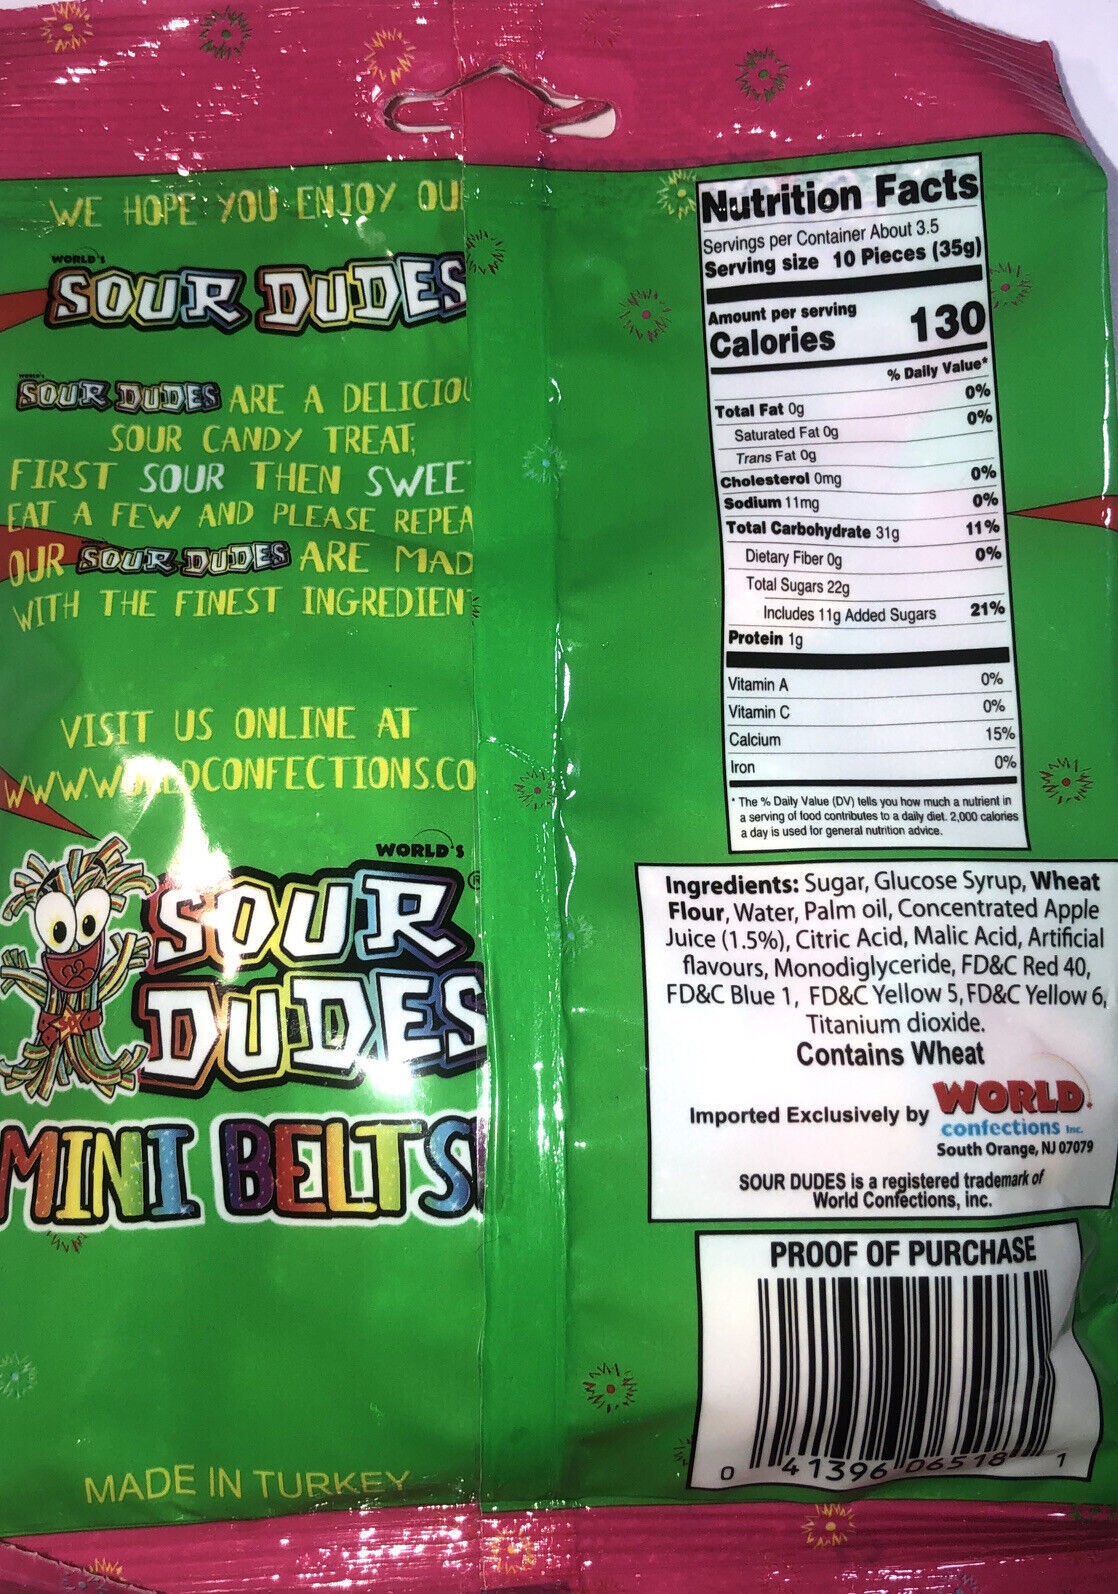 WE HOPE YOU ENJOY OU
WORLD'S
SOUR DUDES
SOUR DUDES ARE A DELICIOU
SOUR CANDY TREAT,
FIRST SOUR THEN SWEE
EAT A FEW AND PLEASE REPEA
OUR SOUR DUDES ARE MAD
WITH THE FINEST INGREDIEN
VISIT US ONLINE AT
WORLD'S
SOUR ®
DUDES
MINI BELTS
MADE IN TURKEY
Nutrition Facts
Servings per Container About 3.5
Serving size 10 Pieces (35g)
Amount per serving
Calories 130
% Daily Value*
Total Fat 0g 0%
Saturated Fat 0g 0%
Trans Fat 0g
Cholesterol 0mg 0%
Sodium 11mg 0%
Total Carbohydrate 31g 11%
Dietary Fiber 0g 0%
Total Sugars 22g
Includes 11g Added Sugars 21%
Protein 1g
Vitamin A 0%
Vitamin C 0%
Calcium 15%
Iron 0%
* The % Daily Value (DV) tells you how much a nutrient in
a serving of food contributes to a daily diet. 2,000 calories
a day is used for general nutrition advice.
Ingredients: Sugar, Glucose Syrup, Wheat
Flour, Water, Palm oil, Concentrated Apple
Juice (1.5%), Citric Acid, Malic Acid, Artificial
flavours, Monodiglyceride, FD&C Red 40,
FD&C Blue 1, FD&C Yellow 5, FD&C Yellow 6,
Titanium dioxide.
Contains Wheat
Imported Exclusively by WORLD.
confections Inc.
South Orange, NJ 07079
SOUR DUDES is a registered trademark of
World Confections, inc.
PROOF OF PURCHASE
0 41396 06518 1